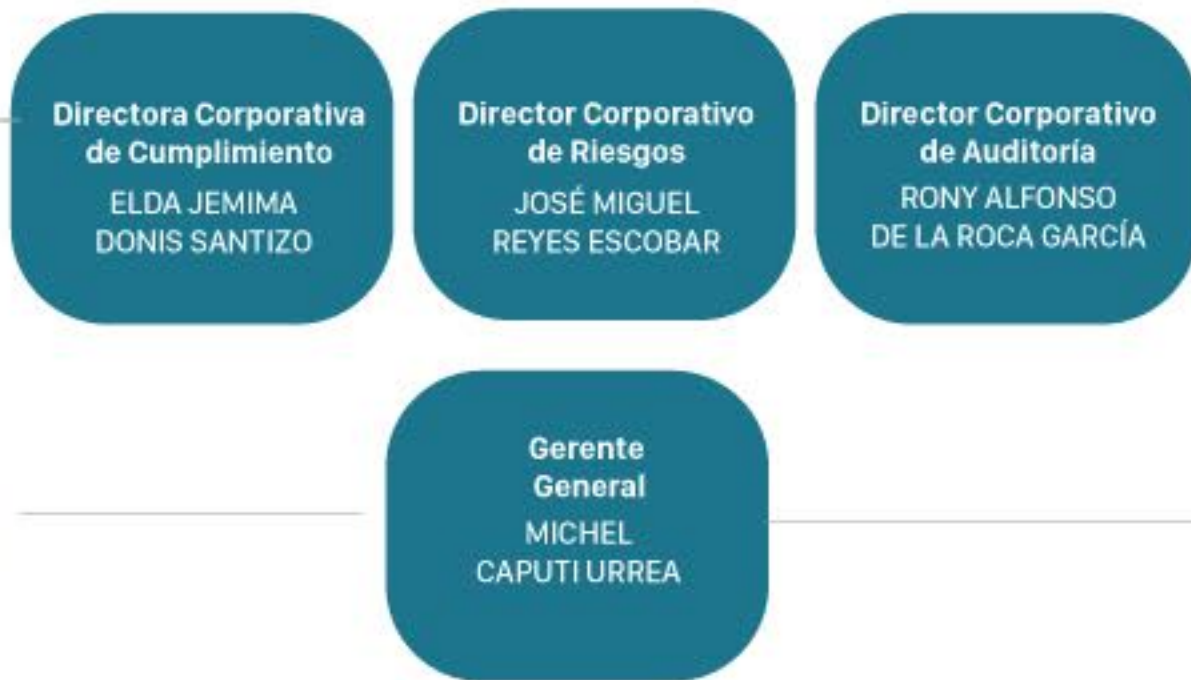 Directora Corporativa
de Cumplimiento
ELDA JEMIMA
DONIS SANTIZO
Director Corporativo
de Riesgos
JOSÉ MIGUEL
REYES ESCOBAR
Director Corporativo
de Auditoría
RONY ALFONSO
DE LA ROCA GARCÍA
Gerente
General
MICHEL
CAPUTI URREA